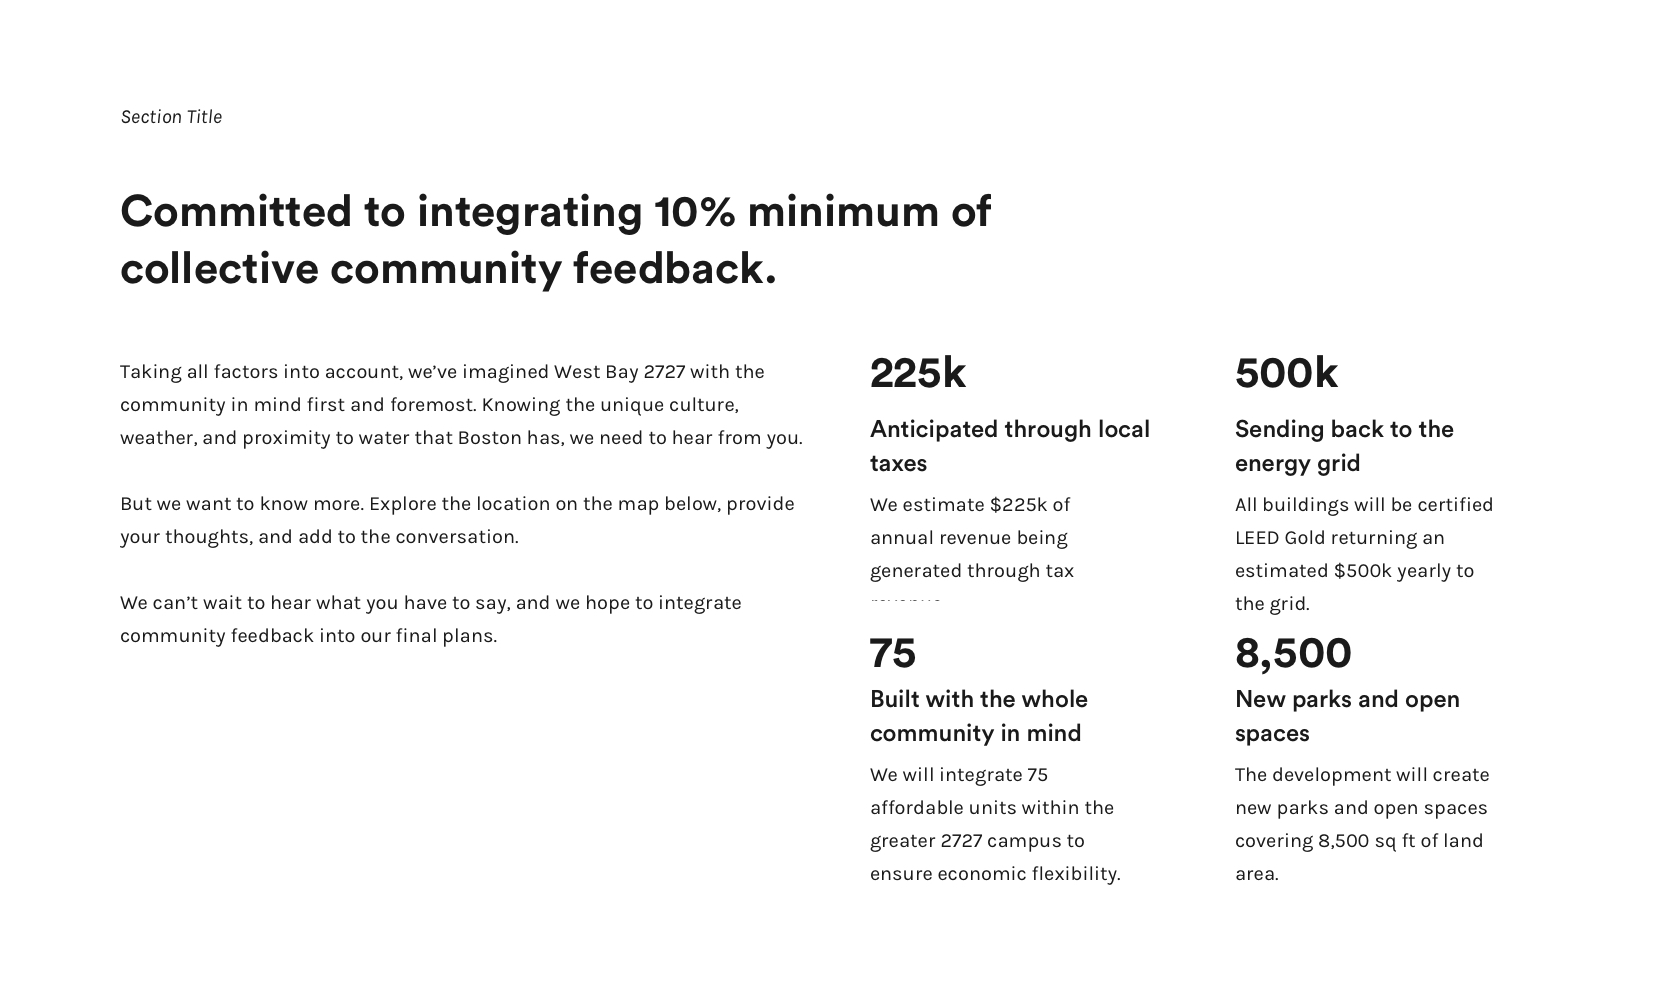 Section Title
Committed to integrating 10% minimum of
collective community feedback.
Taking all factors into account, we’ve imagined West Bay 2727 with the
community in mind first and foremost. Knowing the unique culture,
weather, and proximity to water that Boston has, we need to hear from you.
But we want to know more. Explore the location on the map below, provide
your thoughts, and add to the conversation.
We can’t wait to hear what you have to say, and we hope to integrate
community feedback into our final plans.
225k
Anticipated through local
taxes
We estimate $225k of
annual revenue being
generated through tax
500k
Sending back to the
energy grid
All buildings will be certified
LEED Gold returning an
estimated $500k yearly to
the grid.
75
Built with the whole
community in mind
We will integrate 75
affordable units within the
greater 2727 campus to
ensure economic flexibility.
8,500
New parks and open
spaces
The development will create
new parks and open spaces
covering 8,500 sq ft of land
area.